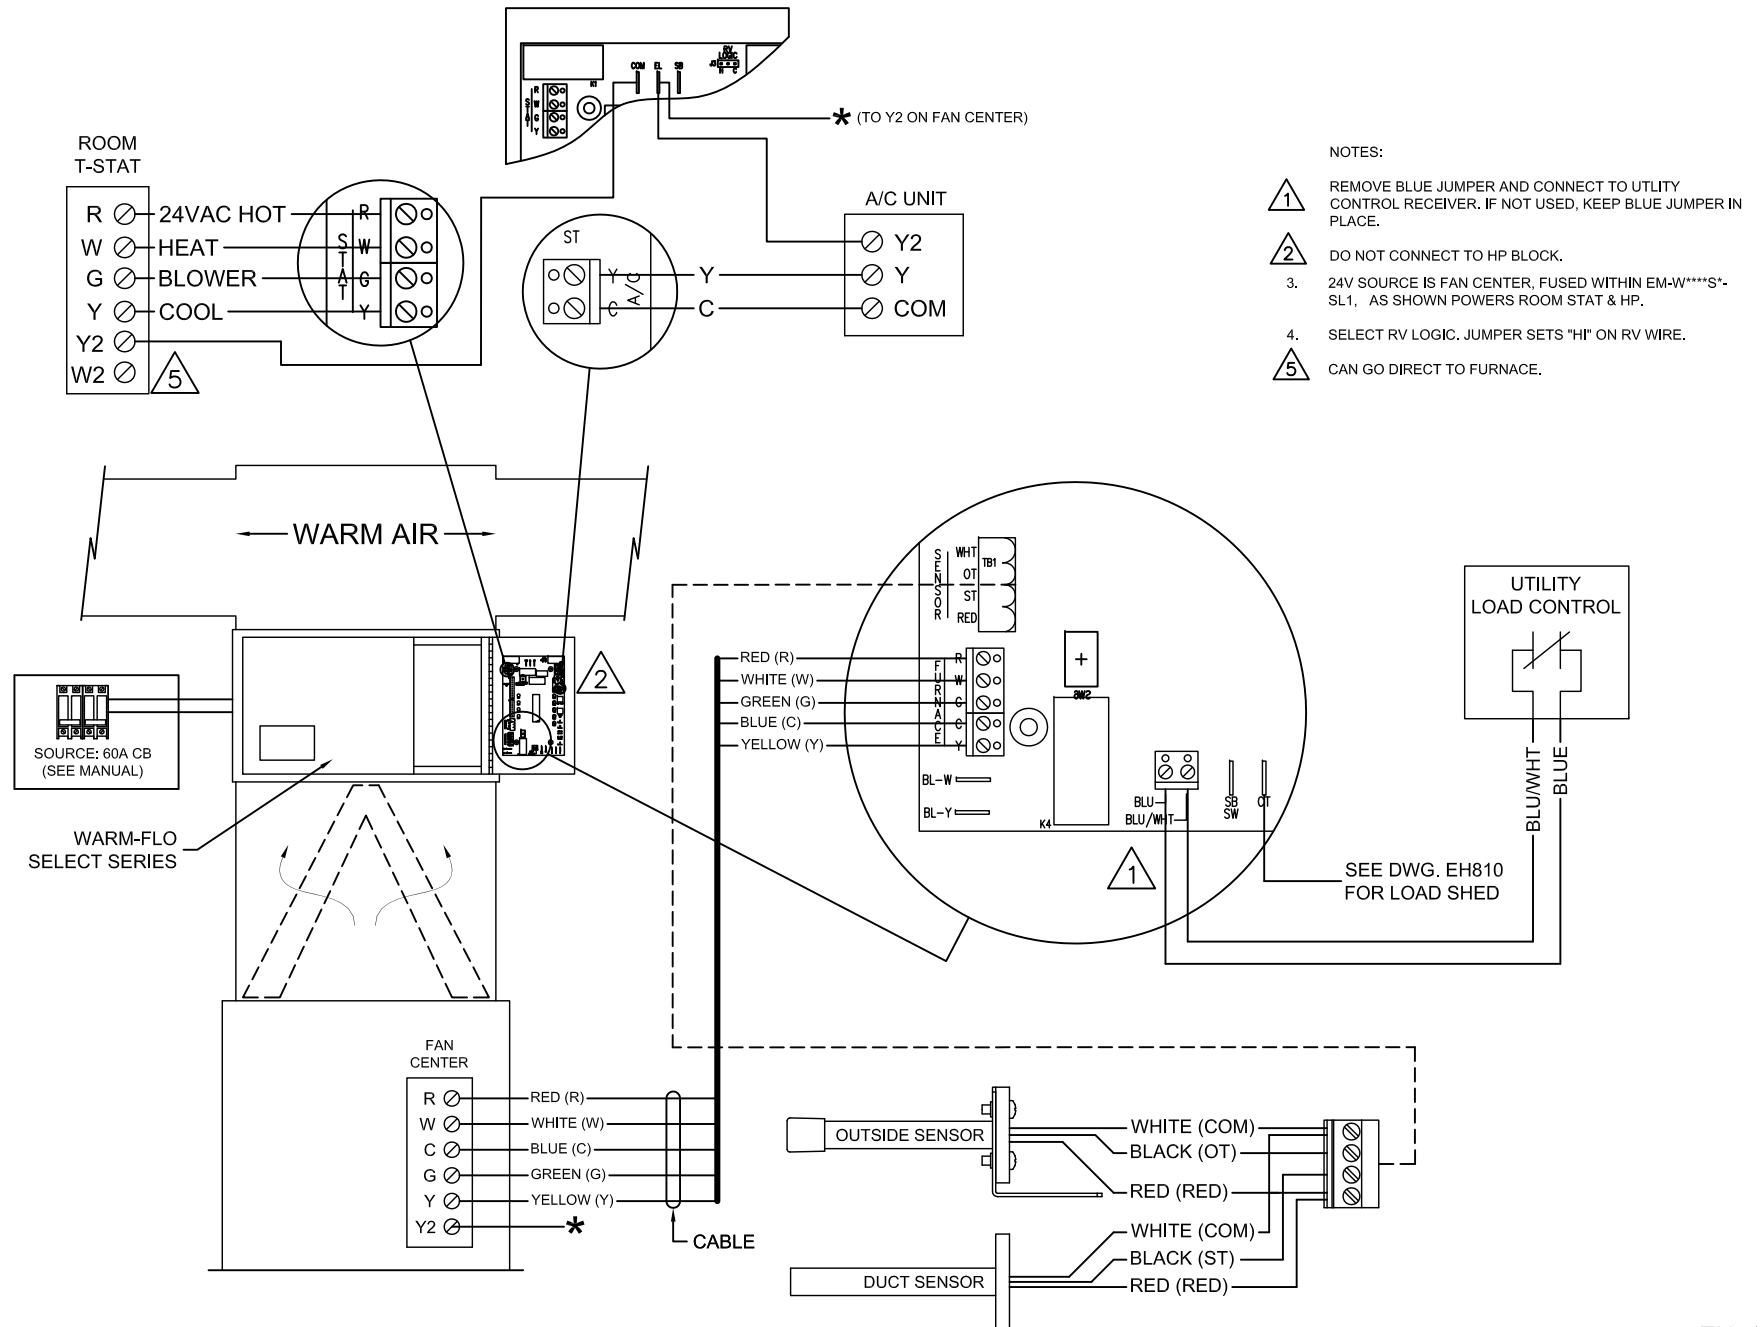 COM EL SB
RV
LOGIC
J3
H C
K1
R
W
G
Y
STAT
* (TO Y2 ON FAN CENTER)
ROOM
T-STAT
R 24VAC HOT R
W HEAT W
G BLOWER G
Y COOL Y
Y2
W2
5
STAT
ST
Y Y
C C
A/C
A/C UNIT
Y2
Y
COM
NOTES:
1 REMOVE BLUE JUMPER AND CONNECT TO UTLITY
CONTROL RECEIVER. IF NOT USED, KEEP BLUE JUMPER IN
PLACE.
2 DO NOT CONNECT TO HP BLOCK.
3. 24V SOURCE IS FAN CENTER, FUSED WITHIN EM-W****S*-
SL1, AS SHOWN POWERS ROOM STAT & HP.
4. SELECT RV LOGIC. JUMPER SETS "HI" ON RV WIRE.
5 CAN GO DIRECT TO FURNACE.
WARM AIR
2
SOURCE: 60A CB
(SEE MANUAL)
WARM-FLO
SELECT SERIES
SENSOR
WHT
OT
ST
RED
TB1
RED (R) R
WHITE (W) W
GREEN (G) G
BLUE (C) C
YELLOW (Y) Y
FURNACE
SW2
BL-W
BL-Y
K4
BLU
BLU/WHT
SB
SW
OT
1
UTILITY
LOAD CONTROL
BLU/WHT
BLUE
SEE DWG. EH810
FOR LOAD SHED
FAN
CENTER
R RED (R)
W WHITE (W)
C BLUE (C)
G GREEN (G)
Y YELLOW (Y)
Y2 *
CABLE
OUTSIDE SENSOR
WHITE (COM)
BLACK (OT)
RED (RED)
DUCT SENSOR
WHITE (COM)
BLACK (ST)
RED (RED)